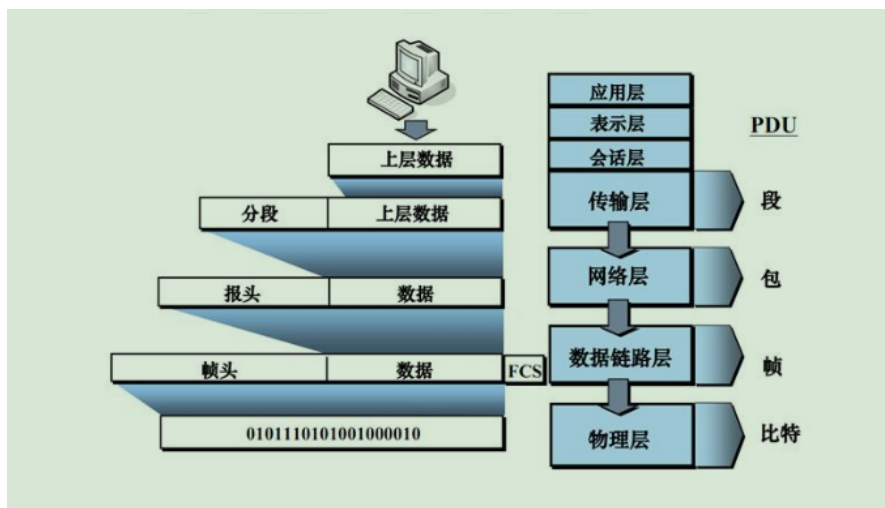 应用层
表示层
PDU
上层数据
会话层
分段
上层数据
传输层
段
报头
数据
网络层
包
帧头
数据
FCS
数据链路层
帧
0101110101001000010
物理层
比特